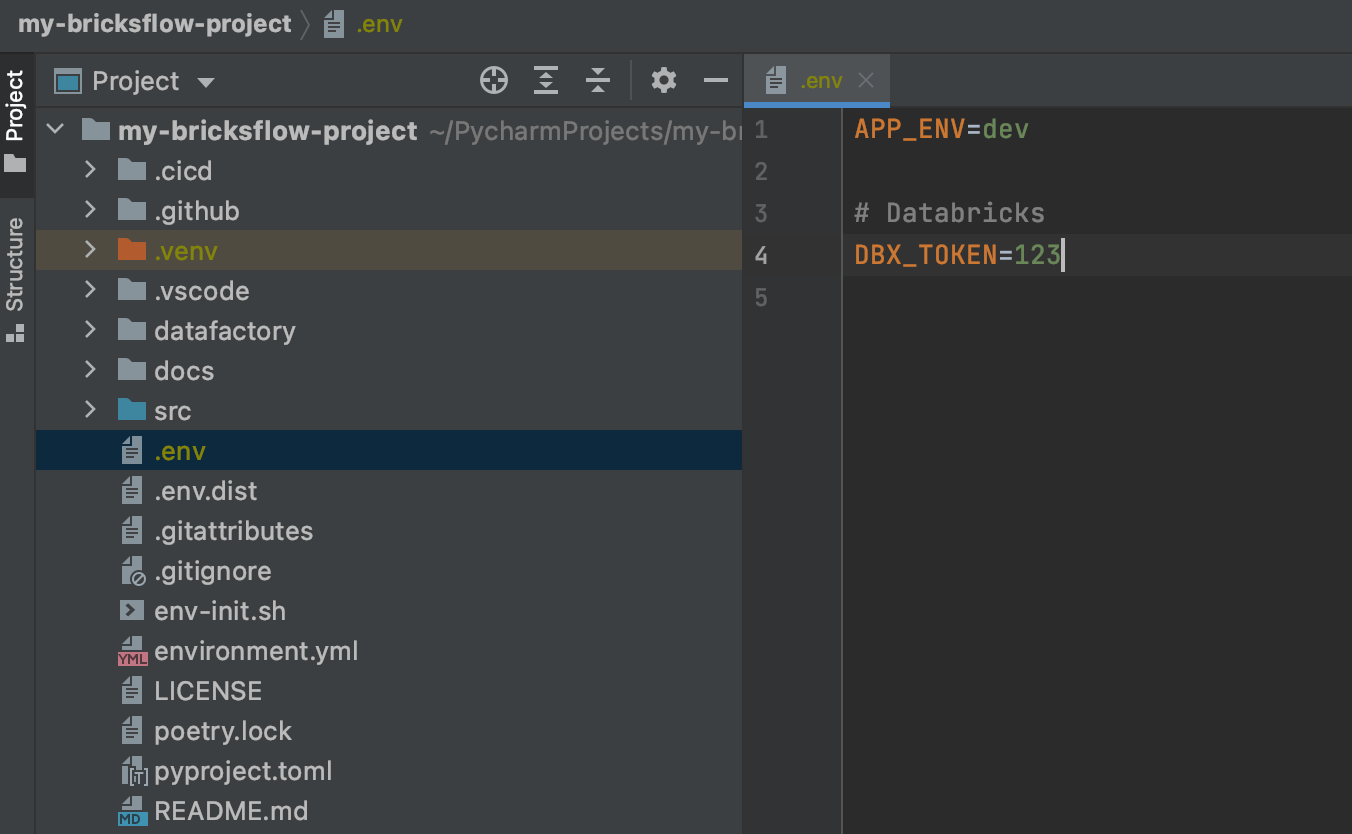 my-bricksflow-project .env
Project
Structure
Project
my-bricksflow-project ~/PycharmProjects/my-br
.cicd
.github
.venv
.vscode
datafactory
docs
src
.env
.env.dist
.gitattributes
.gitignore
env-init.sh
YML environment.yml
LICENSE
poetry.lock
[T] pyproject.toml
MD README.md
.env
1 APP_ENV=dev
2
3 # Databricks
4 DBX_TOKEN=123
5